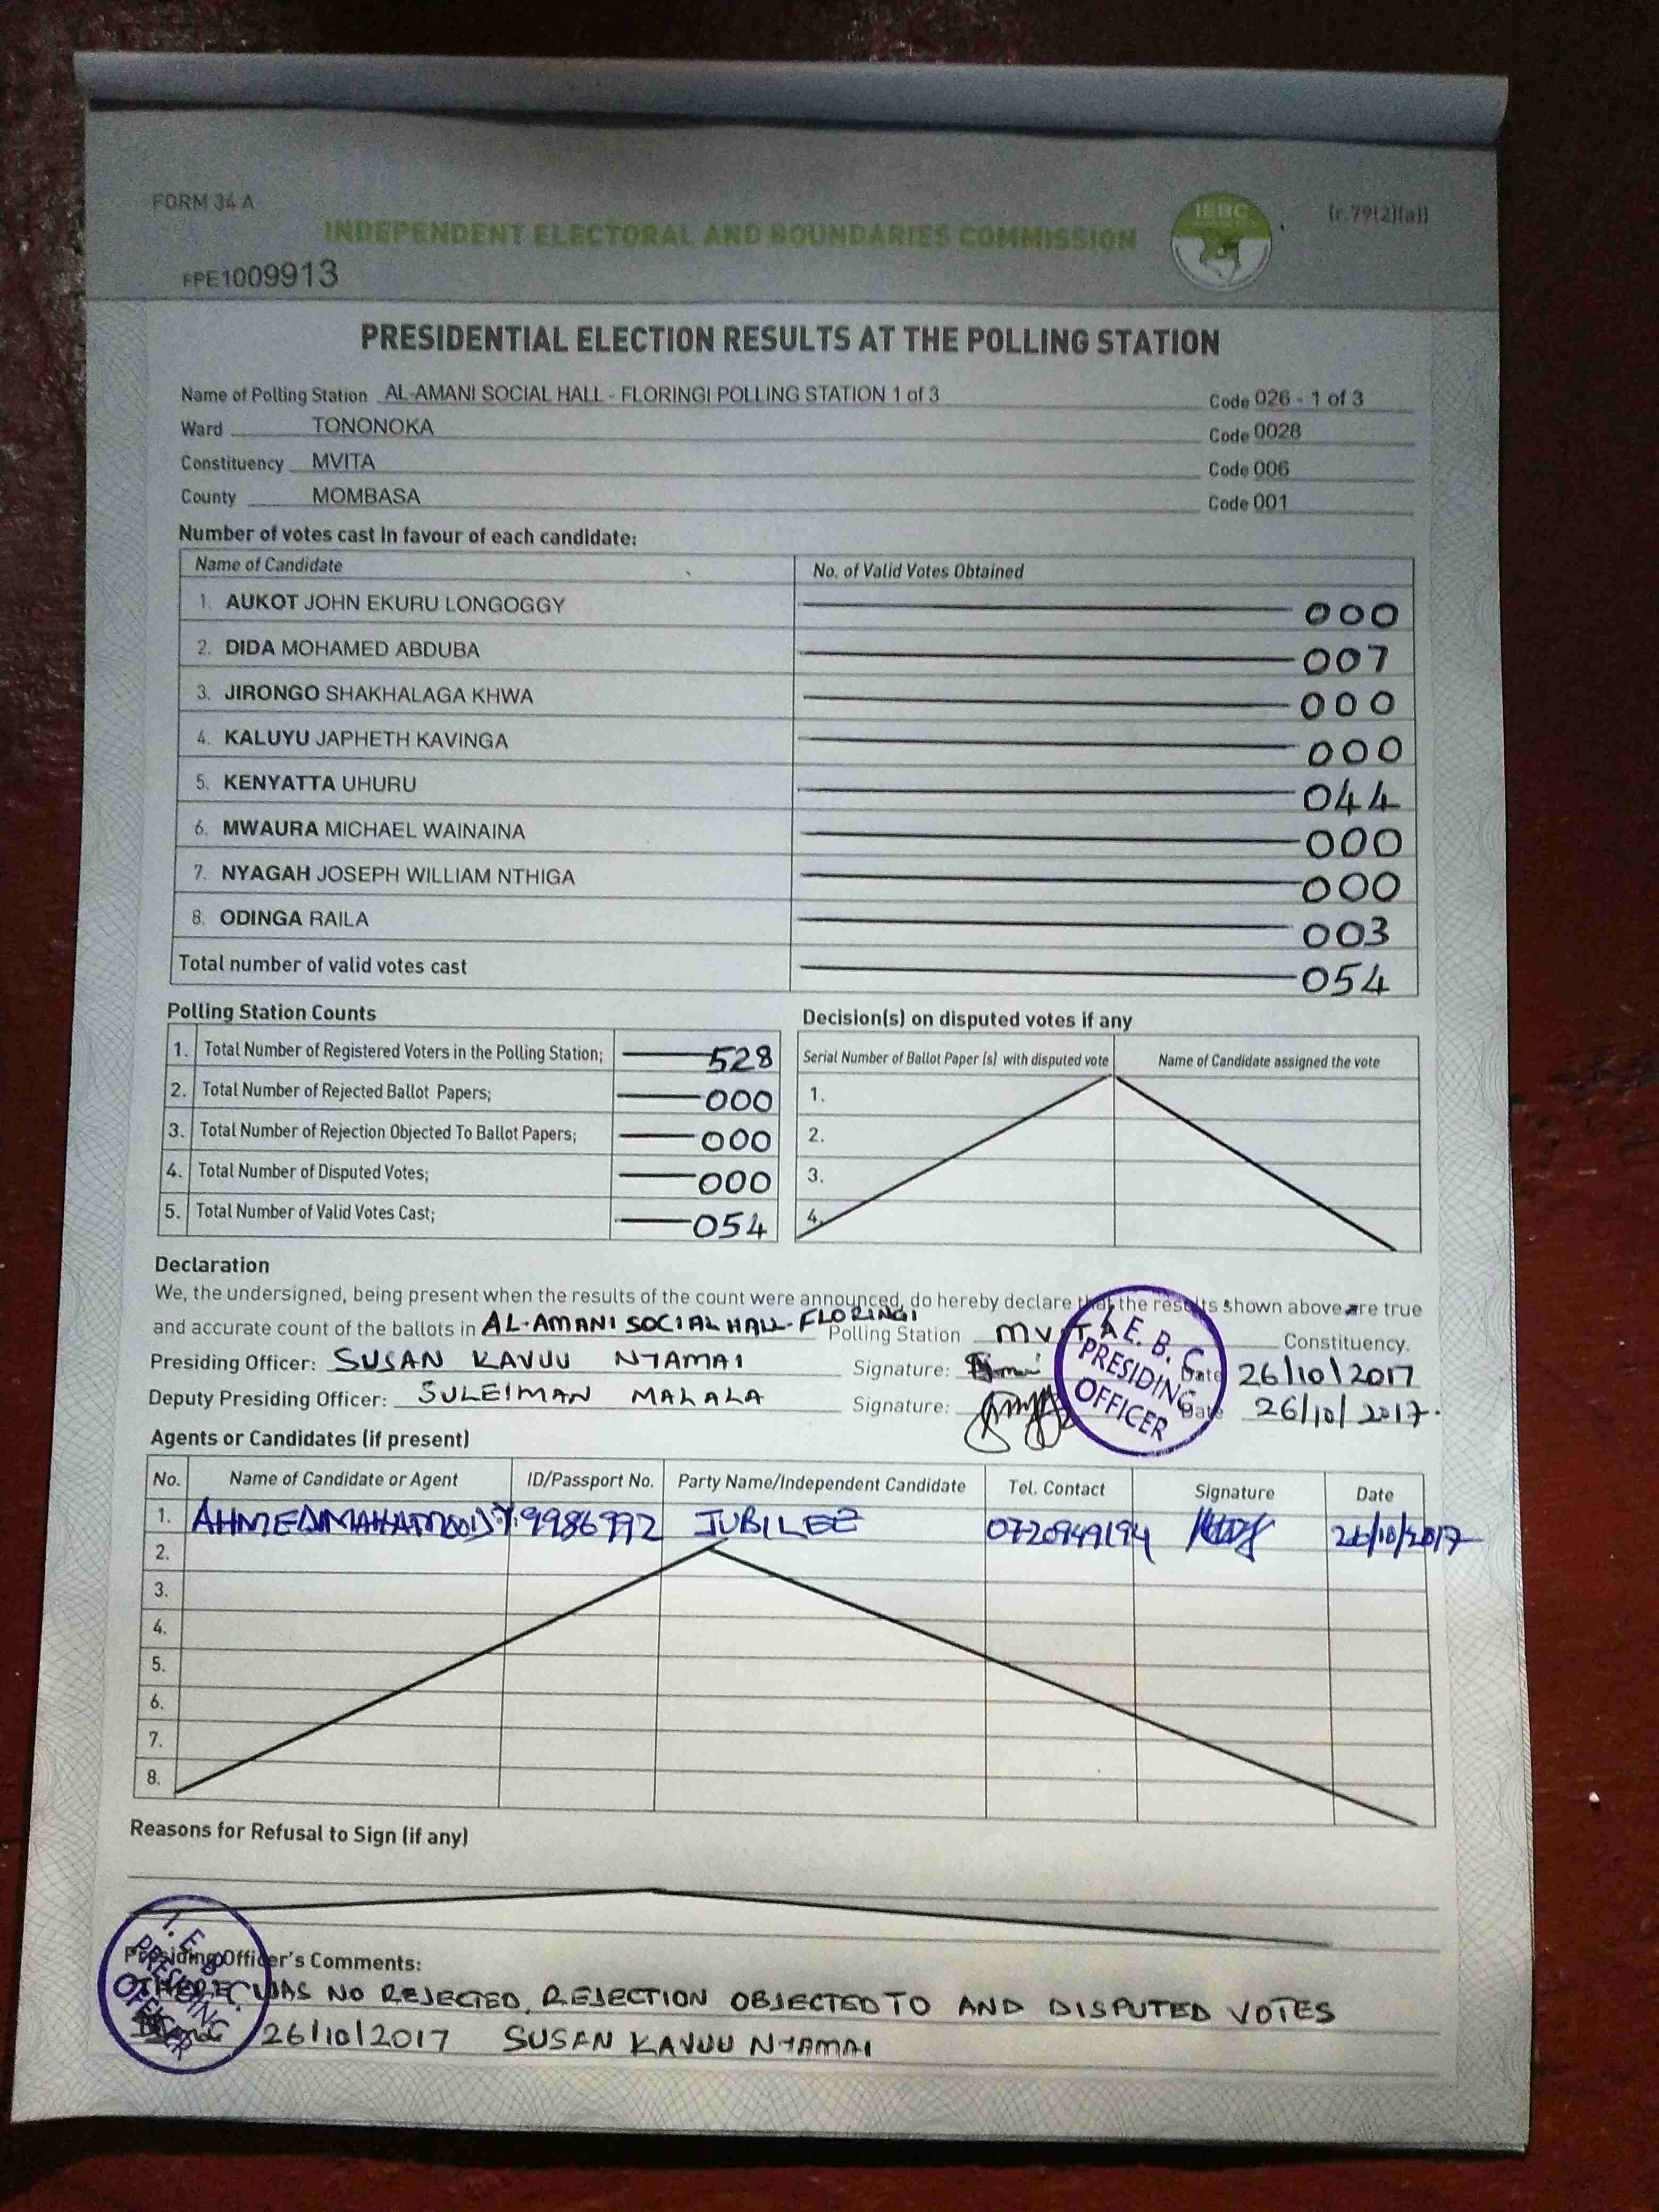 FORM 34 A
IEBC
(r.79(2)(a))
INDEPENDENT ELECTORAL AND BOUNDARIES COMMISSION
FPE1009913
PRESIDENTIAL ELECTION RESULTS AT THE POLLING STATION
Name of Polling Station AL-AMANI SOCIAL HALL - FLORINGI POLLING STATION 1 of 3 Code 026 - 1 of 3
Ward TONONOKA Code 0028
Constituency MVITA Code 006
County MOMBASA Code 001
Number of votes cast in favour of each candidate:
Name of Candidate No. of Valid Votes Obtained
1. AUKOT JOHN EKURU LONGOGGY 000
2. DIDA MOHAMED ABDUBA 007
3. JIRONGO SHAKHALAGA KHWA 000
4. KALUYU JAPHETH KAVINGA 000
5. KENYATTA UHURU 044
6. MWAURA MICHAEL WAINAINA 000
7. NYAGAH JOSEPH WILLIAM NTHIGA 000
8. ODINGA RAILA 003
Total number of valid votes cast 054
Polling Station Counts
1. Total Number of Registered Voters in the Polling Station; 528
2. Total Number of Rejected Ballot Papers; 000
3. Total Number of Rejection Objected To Ballot Papers; 000
4. Total Number of Disputed Votes; 000
5. Total Number of Valid Votes Cast; 054
Decision(s) on disputed votes if any
Serial Number of Ballot Paper (s) with disputed vote Name of Candidate assigned the vote
1.
2.
3.
4.
Declaration
We, the undersigned, being present when the results of the count were announced, do hereby declare that the results shown above are true
and accurate count of the ballots in AL-AMANI SOCIAL HALL-FLORINGI Polling Station MVITA Constituency.
Presiding Officer: SUSAN KAVUU NTAMAI Signature: Date 26/10/2017
Deputy Presiding Officer: SULEIMAN MALALA Signature: Date 26/10/2017.
I.E.B.C
PRESIDING
OFFICER
Agents or Candidates (if present)
No. Name of Candidate or Agent ID/Passport No. Party Name/Independent Candidate Tel. Contact Signature Date
1. 9986992 JUBILEE 0720949194 26/10/2017
2.
3.
4.
5.
6.
7.
8.
Reasons for Refusal to Sign (if any)
Presiding Officer's Comments:
THERE WAS NO REJECTED, REJECTION OBJECTED TO AND DISPUTED VOTES
26/10/2017 SUSAN KAVUU NTAMAI
I.E.B.C.
PRESIDING
OFFICER